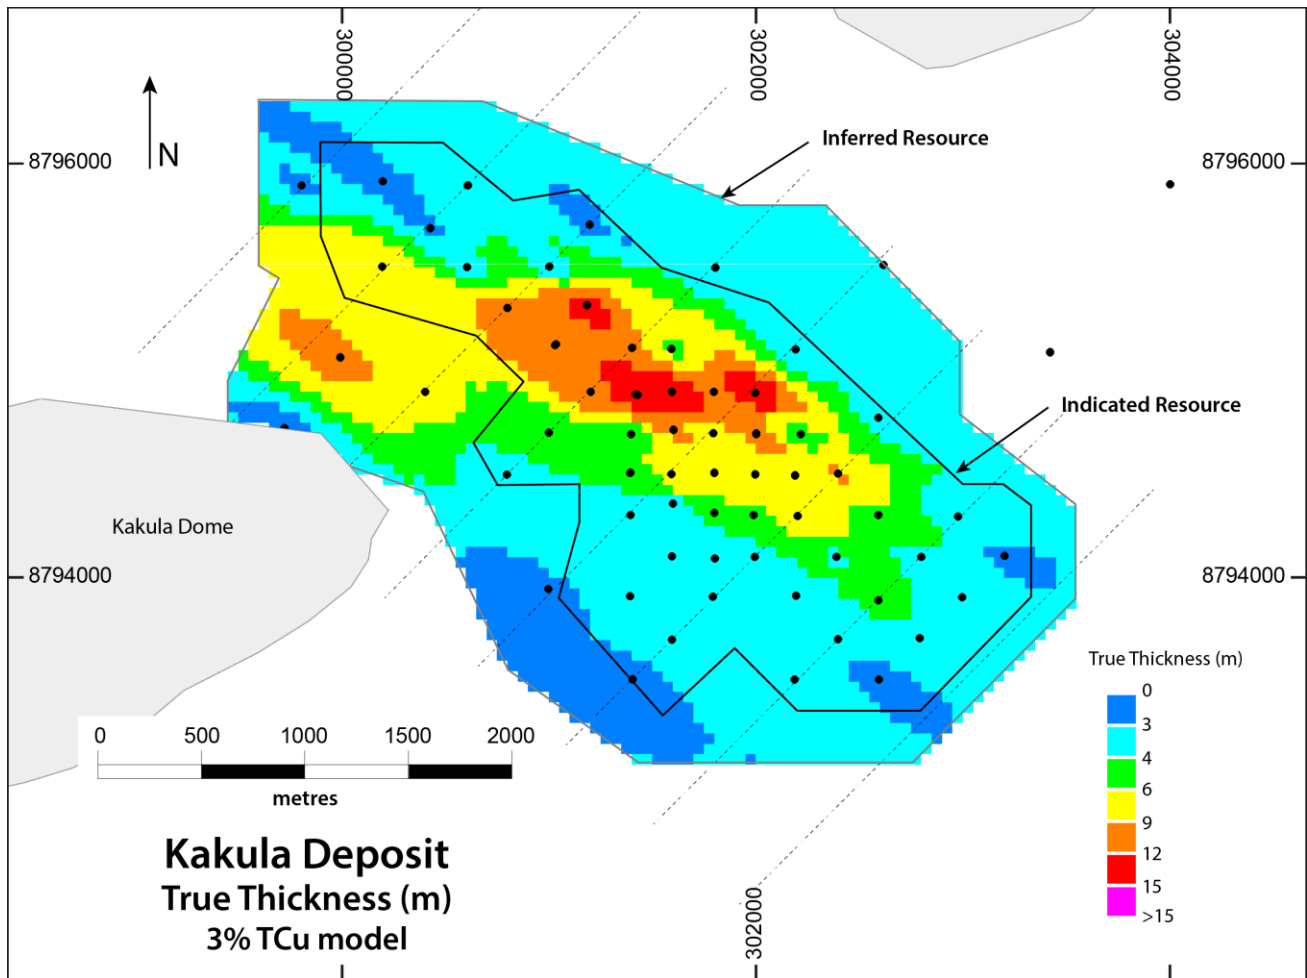 300000
302000
304000
N
8796000
8796000
Inferred Resource
Indicated Resource
Kakula Dome
8794000
8794000
True Thickness (m)
0
3
4
6
9
12
15
>15
0 500 1000 1500 2000
metres
Kakula Deposit
True Thickness (m)
3% TCu model
302000